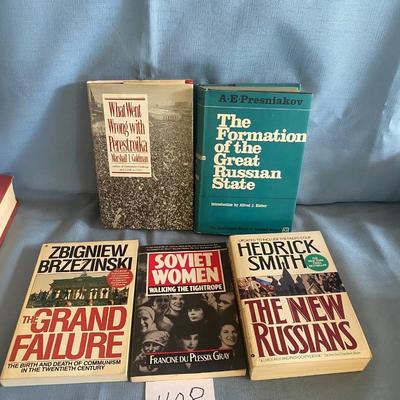 What Went
Wrong with
Perestroika
Marshall I. Goldman
A·E·Presniakov
The
Formation
of the
Great
Russian
State
Introduction by Alfred J. Rieber
ZBIGNIEW
BRZEZINSKI
THE
GRAND
FAILURE
THE BIRTH AND DEATH OF COMMUNISM
IN THE TWENTIETH CENTURY
SOVIET
WOMEN
WALKING THE TIGHTROPE
FRANCINE DU PLESSIX GRAY
HEDRICK
SMITH
THE NEW
RUSSIANS